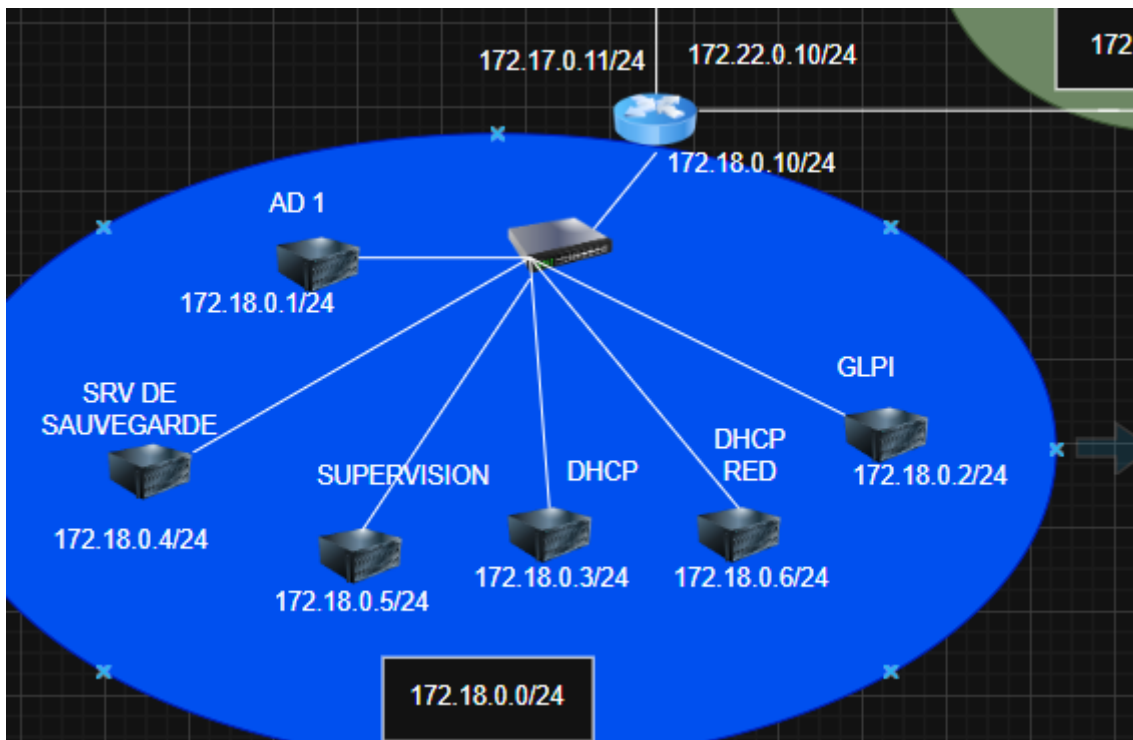 172.17.0.11/24
172.22.0.10/24
172
172.18.0.10/24
AD 1
172.18.0.1/24
SRV DE
SAUVEGARDE
172.18.0.4/24
SUPERVISION
172.18.0.5/24
DHCP
172.18.0.3/24
DHCP
RED
172.18.0.6/24
GLPI
172.18.0.2/24
172.18.0.0/24